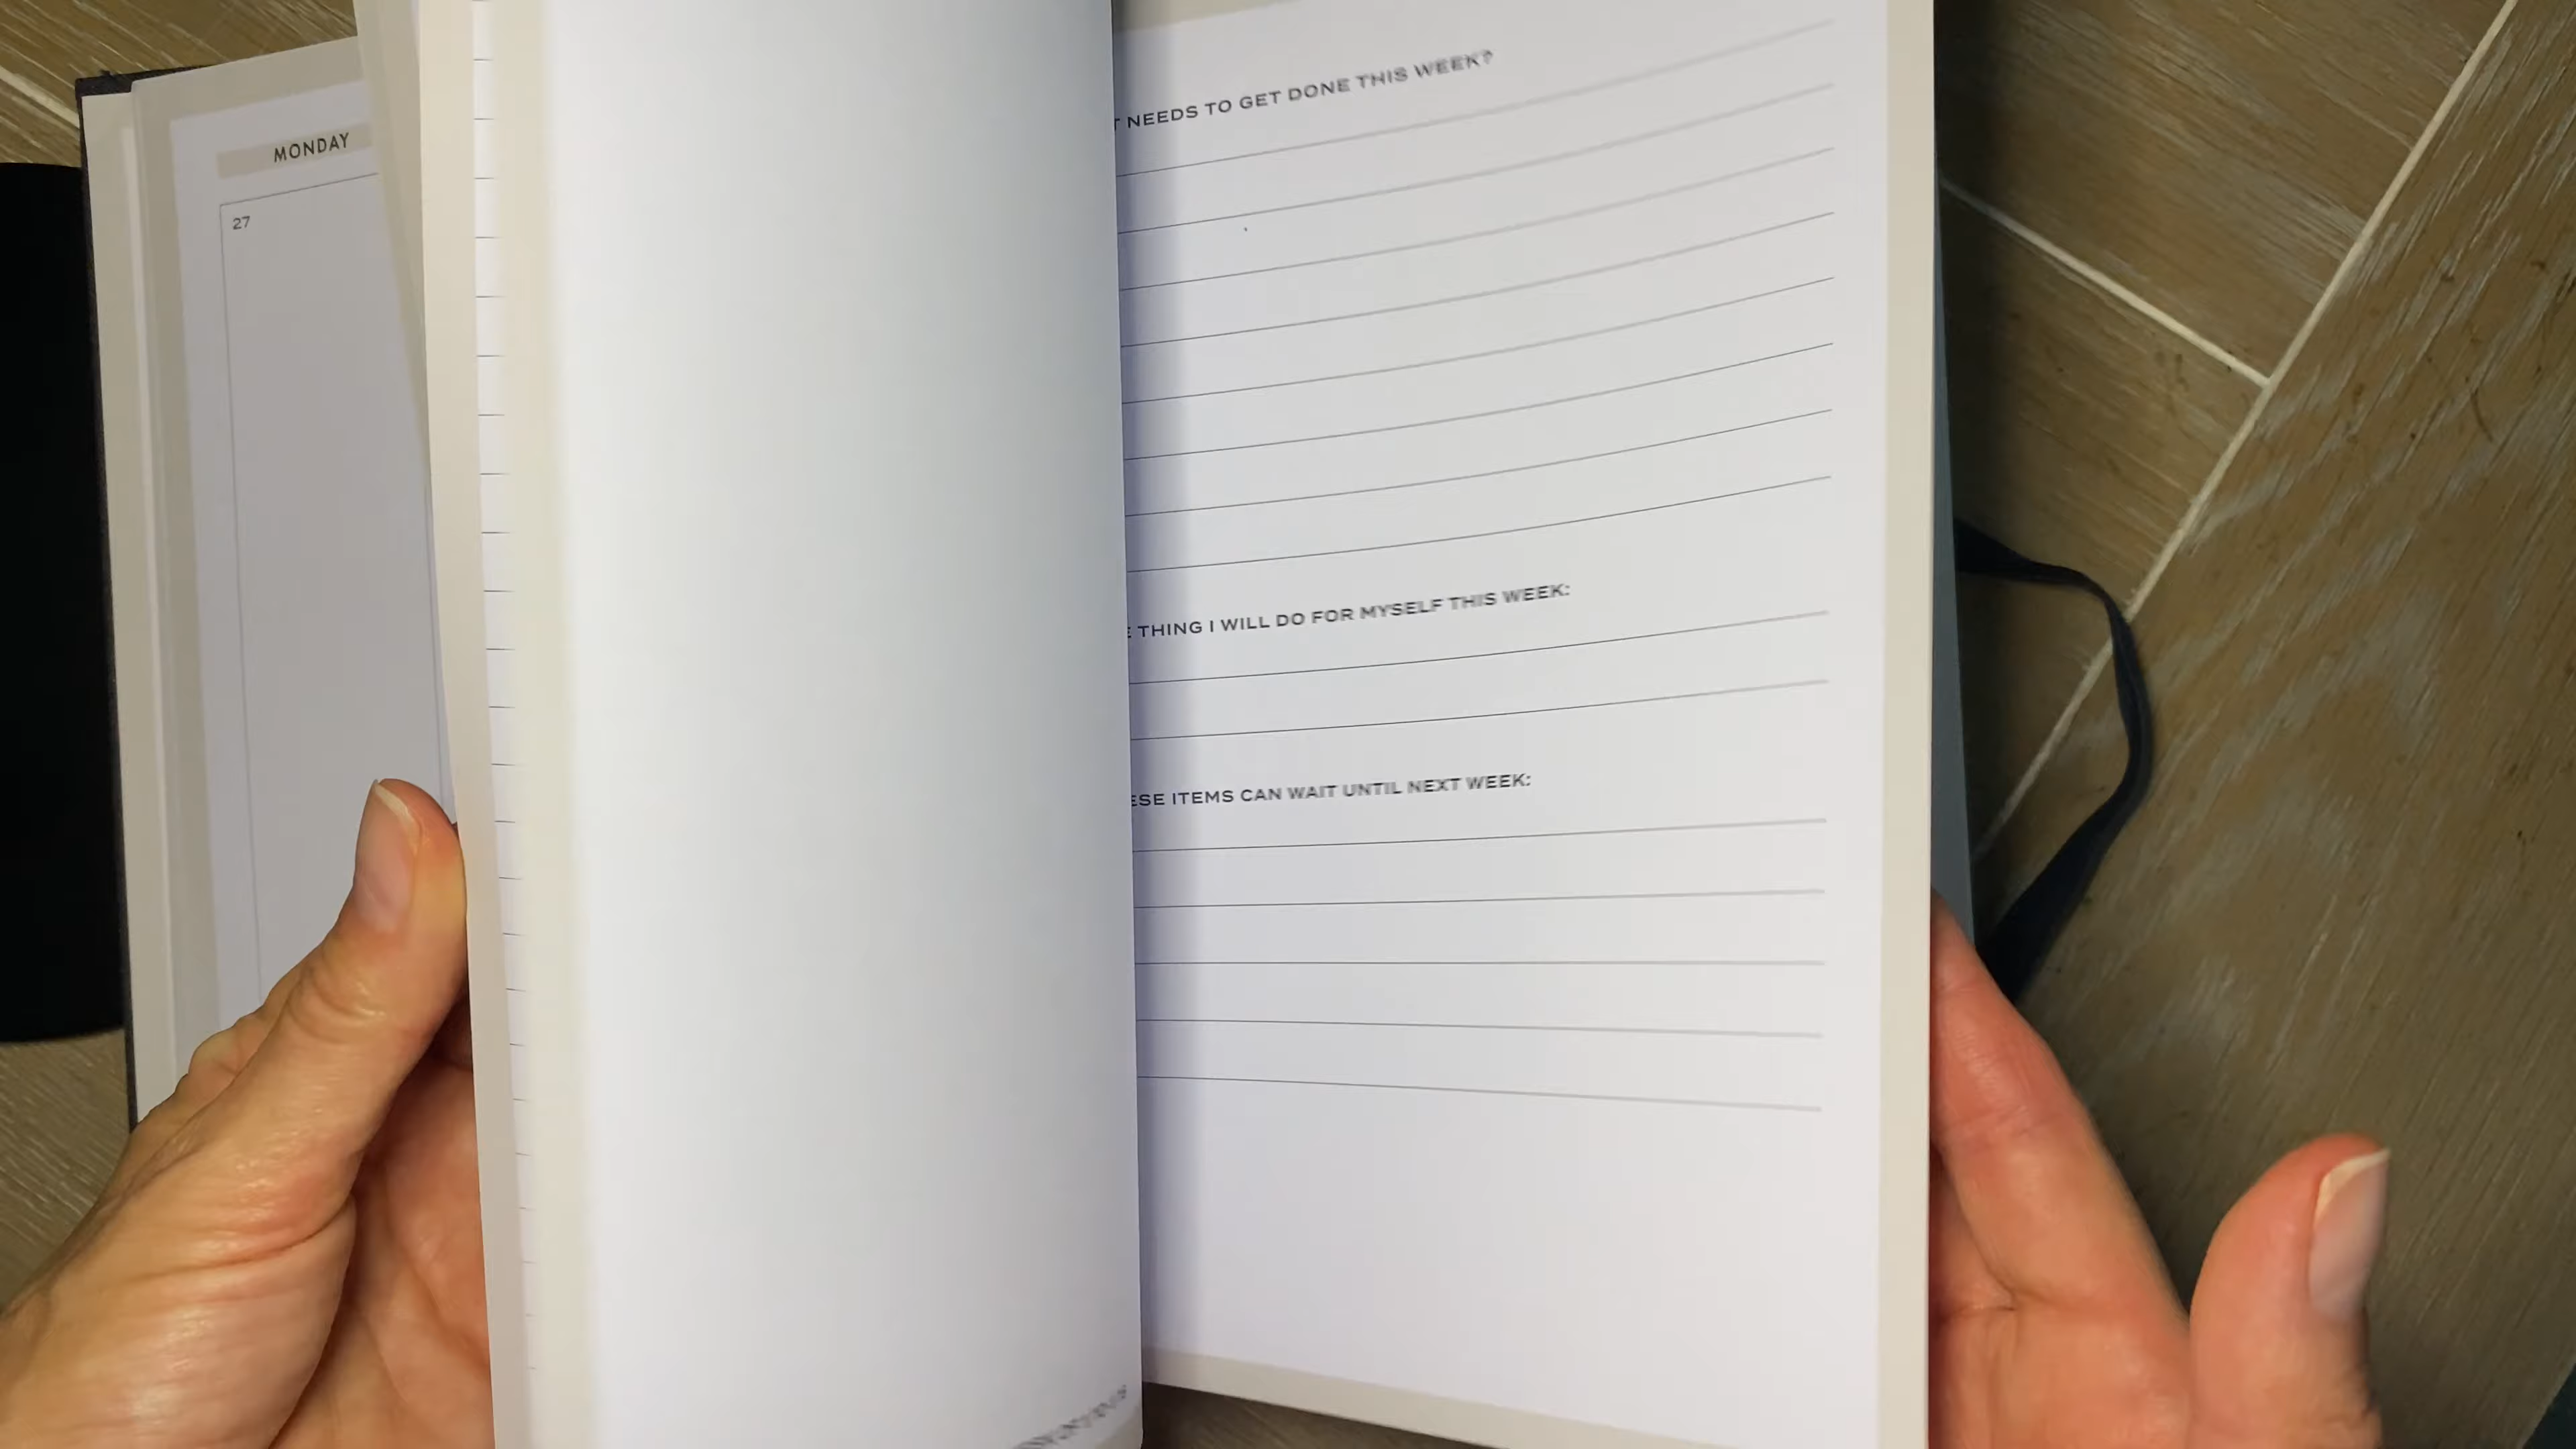 MONDAY
27
T NEEDS TO GET DONE THIS WEEK?
E THING I WILL DO FOR MYSELF THIS WEEK:
ESE ITEMS CAN WAIT UNTIL NEXT WEEK: